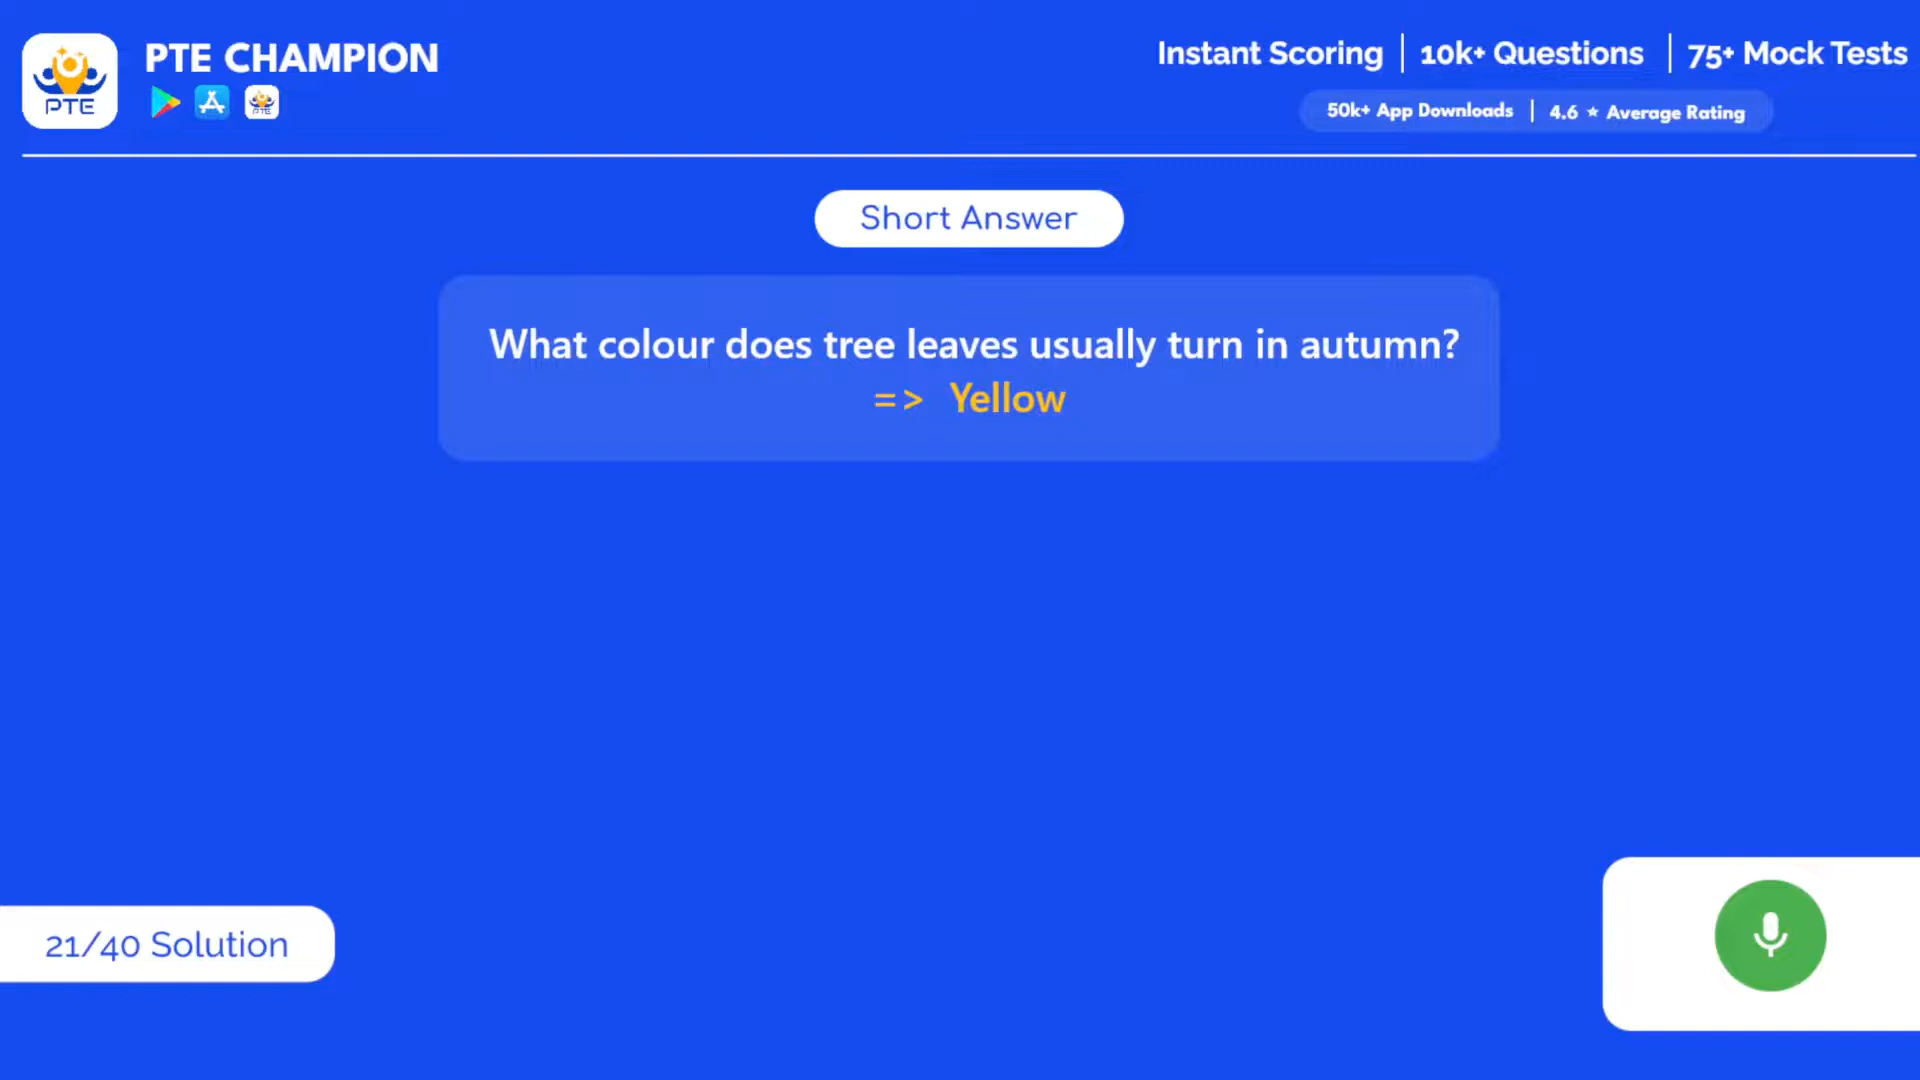 PTE CHAMPION
PTE
PTE
Instant Scoring | 10k+ Questions | 75+ Mock Tests
50k+ App Downloads | 4.6 ★ Average Rating
Short Answer
What colour does tree leaves usually turn in autumn?
=> Yellow
21/40 Solution